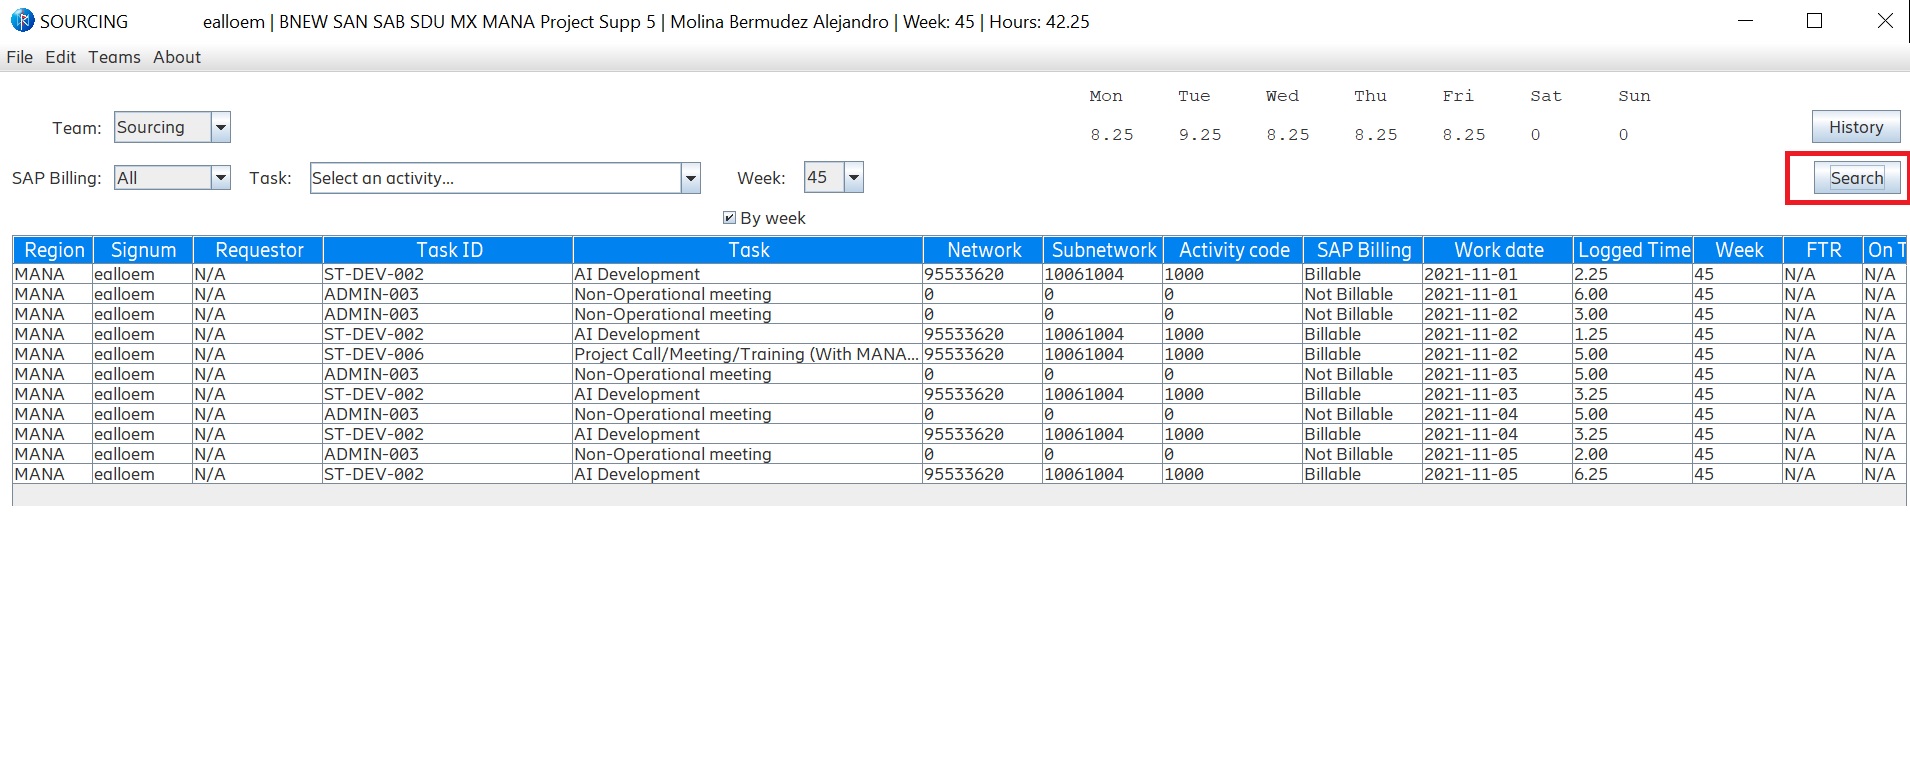 SOURCING ealloem | BNEW SAN SAB SDU MX MANA Project Supp 5 | Molina Bermudez Alejandro | Week: 45 | Hours: 42.25
File Edit Teams About
Mon Tue Wed Thu Fri Sat Sun
Team: Sourcing 8.25 9.25 8.25 8.25 8.25 0 0 History
SAP Billing: All Task: Select an activity... Week: 45 Search
By week
Region Signum Requestor Task ID Task Network Subnetwork Activity code SAP Billing Work date Logged Time Week FTR On T
MANA ealloem N/A ST-DEV-002 AI Development 95533620 10061004 1000 Billable 2021-11-01 2.25 45 N/A N/A
MANA ealloem N/A ADMIN-003 Non-Operational meeting 0 0 0 Not Billable 2021-11-01 6.00 45 N/A N/A
MANA ealloem N/A ADMIN-003 Non-Operational meeting 0 0 0 Not Billable 2021-11-02 3.00 45 N/A N/A
MANA ealloem N/A ST-DEV-002 AI Development 95533620 10061004 1000 Billable 2021-11-02 1.25 45 N/A N/A
MANA ealloem N/A ST-DEV-006 Project Call/Meeting/Training (With MANA... 95533620 10061004 1000 Billable 2021-11-02 5.00 45 N/A N/A
MANA ealloem N/A ADMIN-003 Non-Operational meeting 0 0 0 Not Billable 2021-11-03 5.00 45 N/A N/A
MANA ealloem N/A ST-DEV-002 AI Development 95533620 10061004 1000 Billable 2021-11-03 3.25 45 N/A N/A
MANA ealloem N/A ADMIN-003 Non-Operational meeting 0 0 0 Not Billable 2021-11-04 5.00 45 N/A N/A
MANA ealloem N/A ST-DEV-002 AI Development 95533620 10061004 1000 Billable 2021-11-04 3.25 45 N/A N/A
MANA ealloem N/A ADMIN-003 Non-Operational meeting 0 0 0 Not Billable 2021-11-05 2.00 45 N/A N/A
MANA ealloem N/A ST-DEV-002 AI Development 95533620 10061004 1000 Billable 2021-11-05 6.25 45 N/A N/A